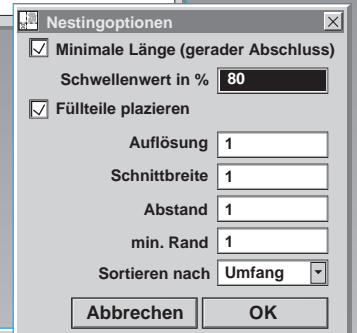 Nestingoptionen
Minimale Länge (gerader Abschluss)
Schwellenwert in % 80
Füllteile plazieren
Auflösung 1
Schnittbreite 1
Abstand 1
min. Rand 1
Sortieren nach Umfang
Abbrechen OK